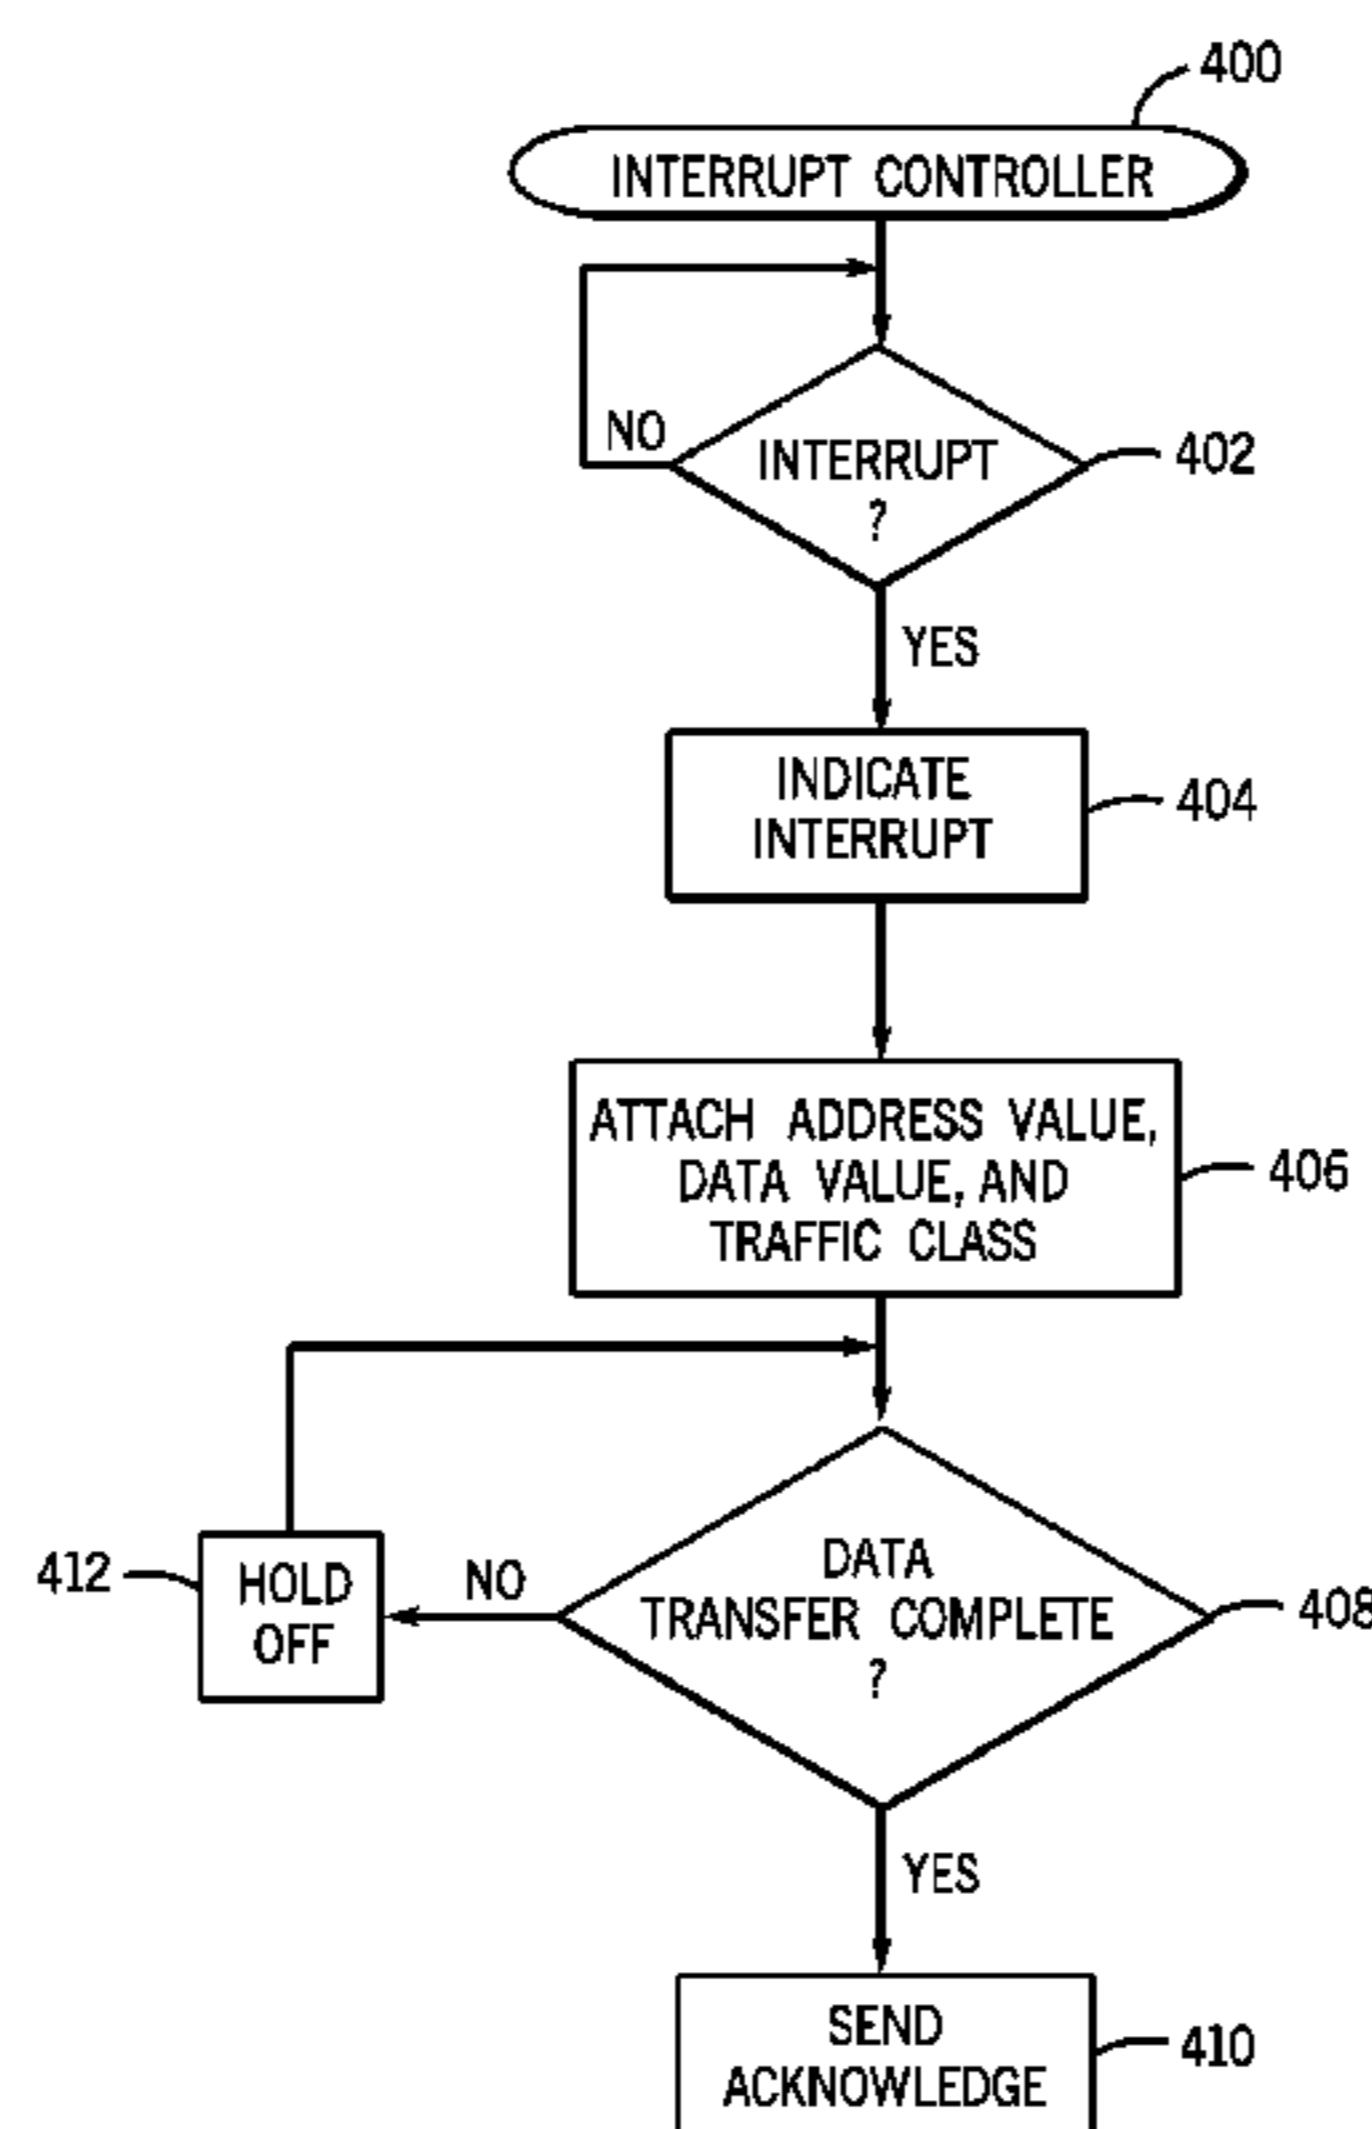 400
INTERRUPT CONTROLLER
NO
INTERRUPT
?
402
YES
INDICATE
INTERRUPT
404
ATTACH ADDRESS VALUE,
DATA VALUE, AND
TRAFFIC CLASS
406
412
HOLD
OFF
NO
DATA
TRANSFER COMPLETE
?
408
YES
SEND
ACKNOWLEDGE
410